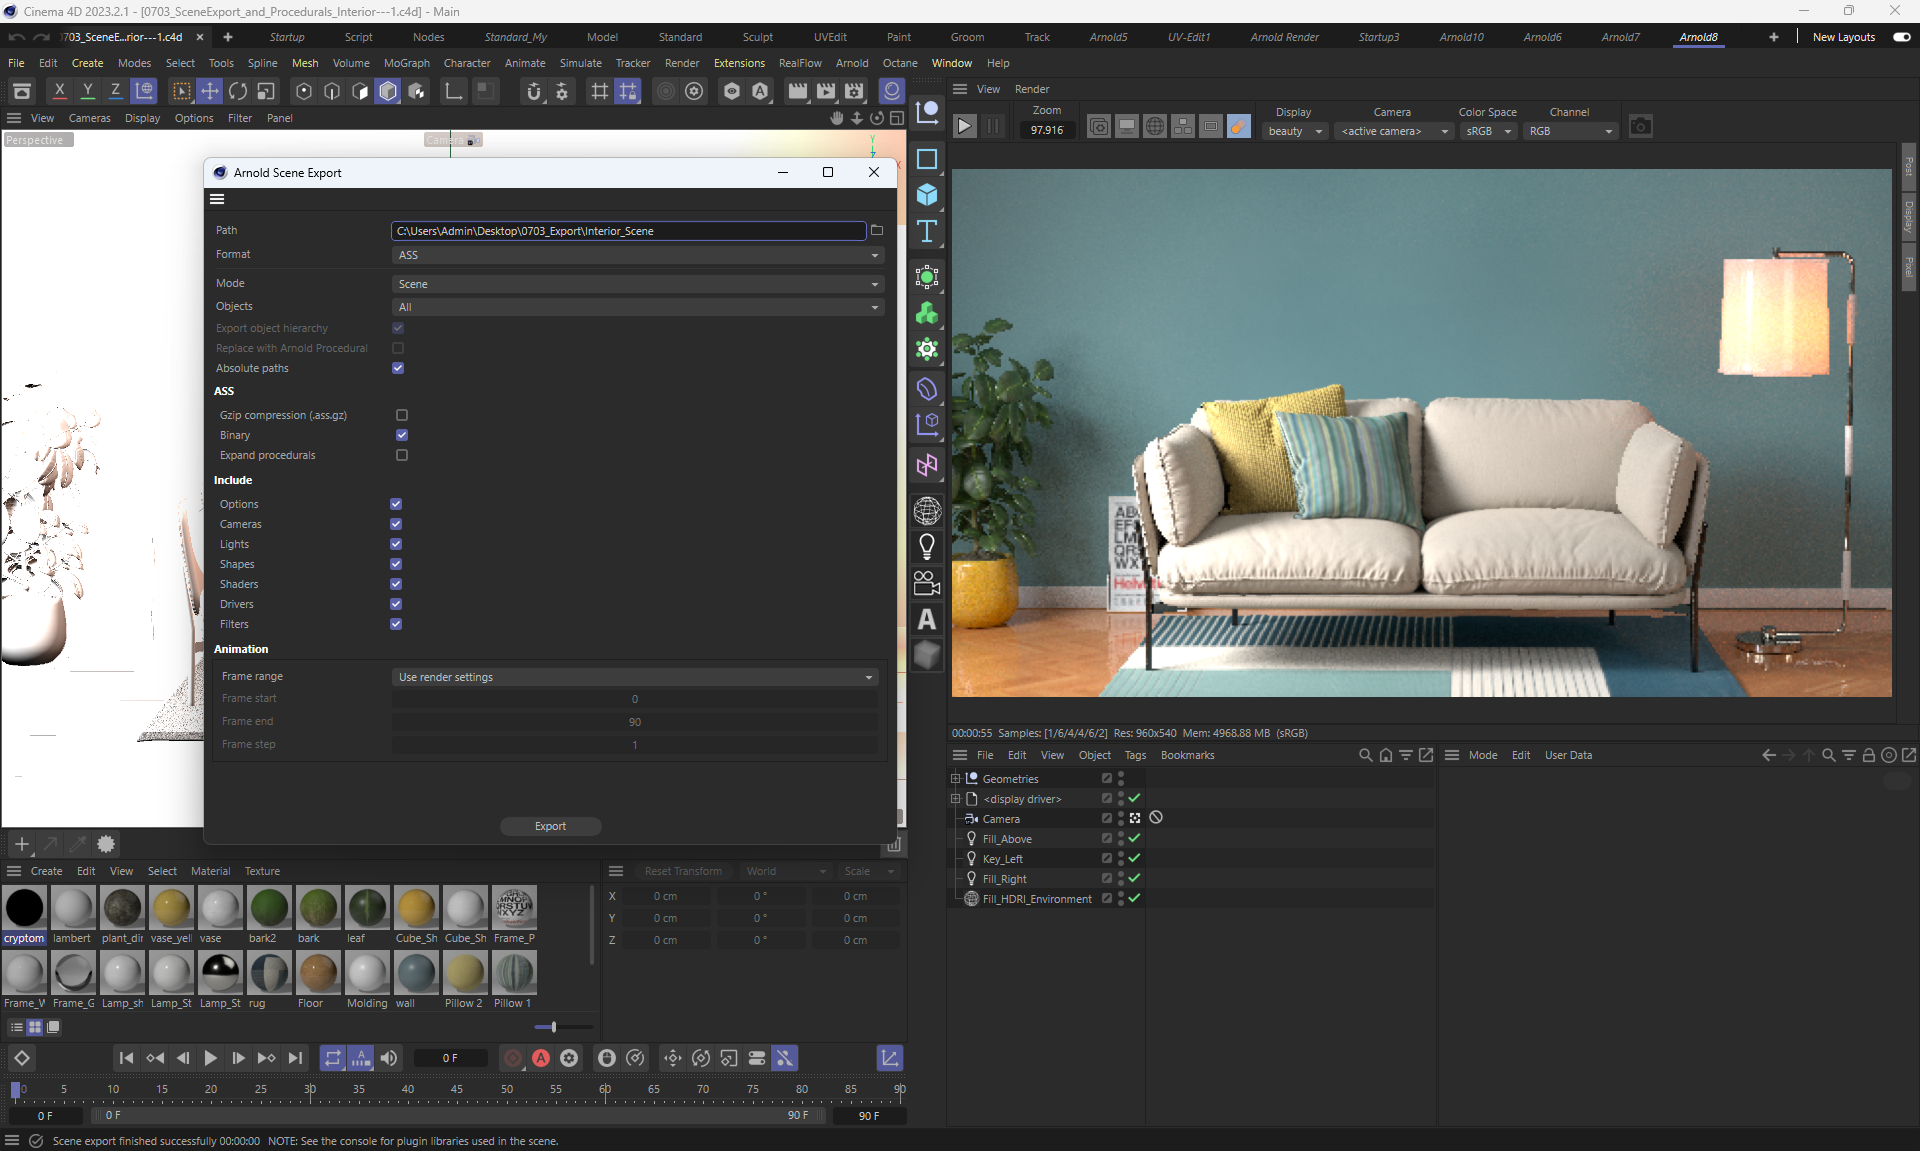 Cinema 4D 2023.2.1 - [0703_SceneExport_and_Procedurals_Interior---1.c4d] - Main
703_SceneE...rior---1.c4d
Startup Script Nodes Standard_My Model Standard Sculpt UVEdit Paint Groom Track Arnold5 UV-Edit1 Arnold Render Startup3 Arnold10 Arnold6 Arnold7 Arnold8 New Layouts
File Edit Create Modes Select Tools Spline Mesh Volume MoGraph Character Animate Simulate Tracker Render Extensions RealFlow Arnold Octane Window Help
X Y Z
View Render
View Cameras Display Options Filter Panel
Zoom Display Camera Color Space Channel
97.916 beauty <active camera> sRGB RGB
Perspective
Camera
Post
Display
Pixel
Arnold Scene Export
Path C:\Users\Admin\Desktop\0703_Export\Interior_Scene
Format ASS
Mode Scene
Objects All
Export object hierarchy
Replace with Arnold Procedural
Absolute paths
ASS
Gzip compression (.ass.gz)
Binary
Expand procedurals
Include
Options
Cameras
Lights
Shapes
Shaders
Drivers
Filters
Animation
Frame range Use render settings
Frame start 0
Frame end 90
Frame step 1
Export
00:00:55 Samples: [1/6/4/4/6/2] Res: 960x540 Mem: 4968.88 MB (sRGB)
File Edit View Object Tags Bookmarks
Mode Edit User Data
Geometries
<display driver>
Camera
Fill_Above
Key_Left
Fill_Right
Fill_HDRI_Environment
Create Edit View Select Material Texture
Reset Transform World Scale
X 0 cm 0 ° 0 cm
Y 0 cm 0 ° 0 cm
Z 0 cm 0 ° 0 cm
cryptom lambert plant_dir vase_yell vase bark2 bark leaf Cube_Sh Cube_Sh Frame_P
Frame_W Frame_G Lamp_sh Lamp_St Lamp_St rug Floor Molding wall Pillow 2 Pillow 1
0 F
0 5 10 15 20 25 30 35 40 45 50 55 60 65 70 75 80 85 90
0 F 0 F 90 F 90 F
Scene export finished successfully 00:00:00 NOTE: See the console for plugin libraries used in the scene.